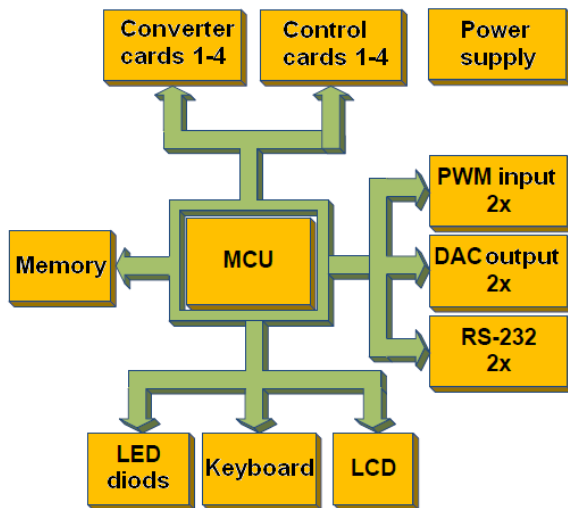 Converter
cards 1-4
Control
cards 1-4
Power
supply
PWM input
2x
Memory
MCU
DAC output
2x
RS-232
2x
LED
diods
Keyboard
LCD